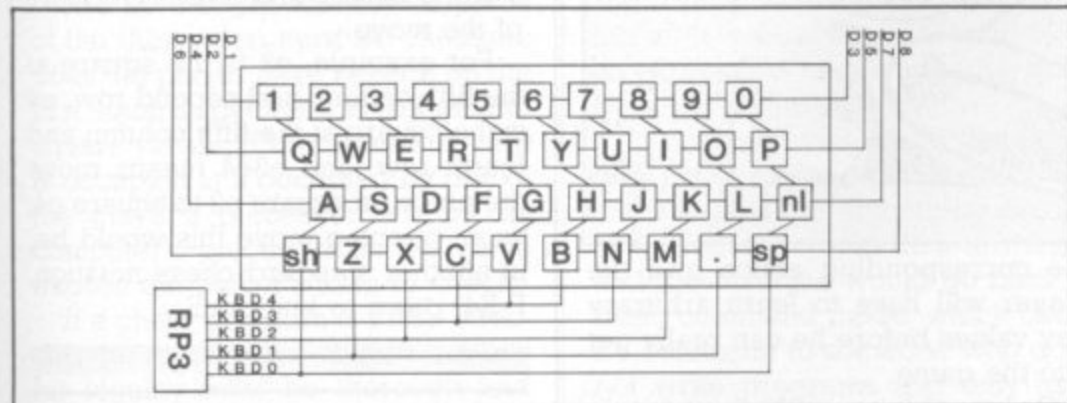 D6
D4
D2
D1
D3
D5
D7
D8
1 2 3 4 5 6 7 8 9 0
Q W E R T Y U I O P
A S D F G H J K L nl
sh Z X C V B N M . sp
RP3
KBD4
KBD3
KBD2
KBD1
KBD0